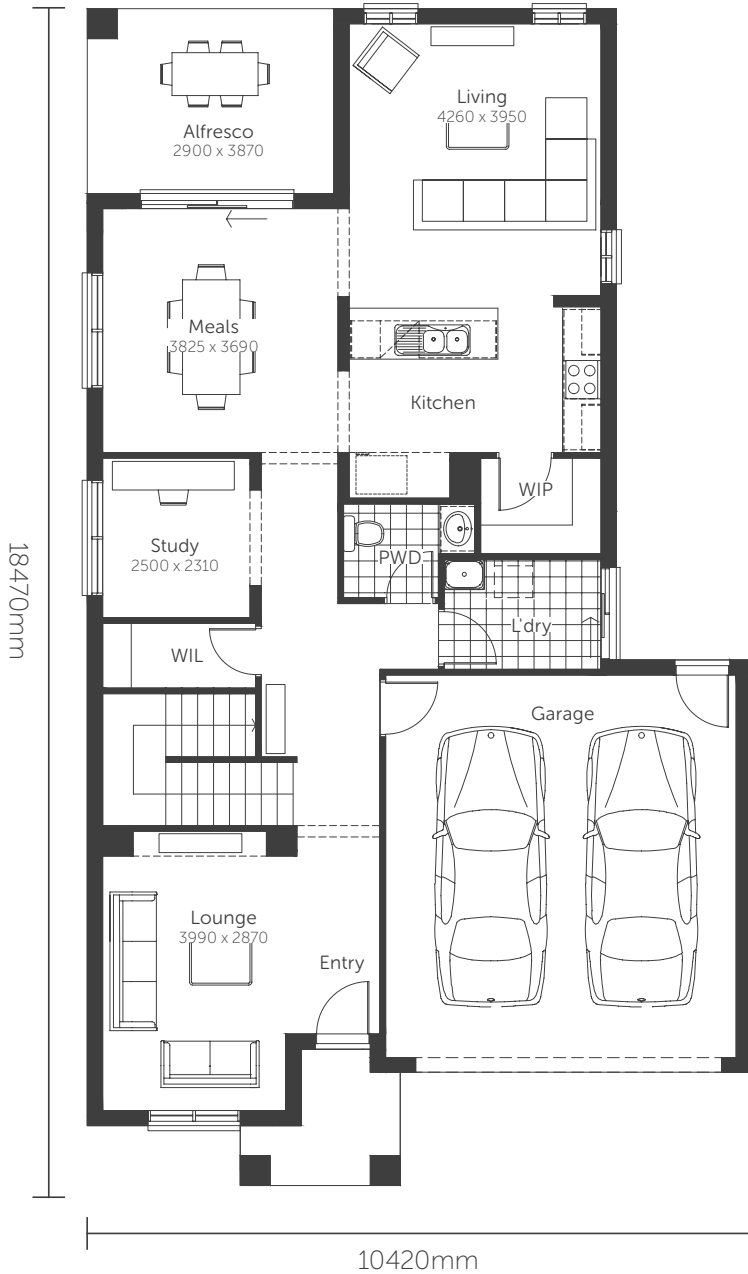 Living
4260 x 3950
Alfresco
2900 x 3870
Meals
3825 x 3690
Kitchen
WIP
Study
2500 x 2310
PWD
L'dry
WIL
Garage
Lounge
3990 x 2870
Entry
18470mm
10420mm